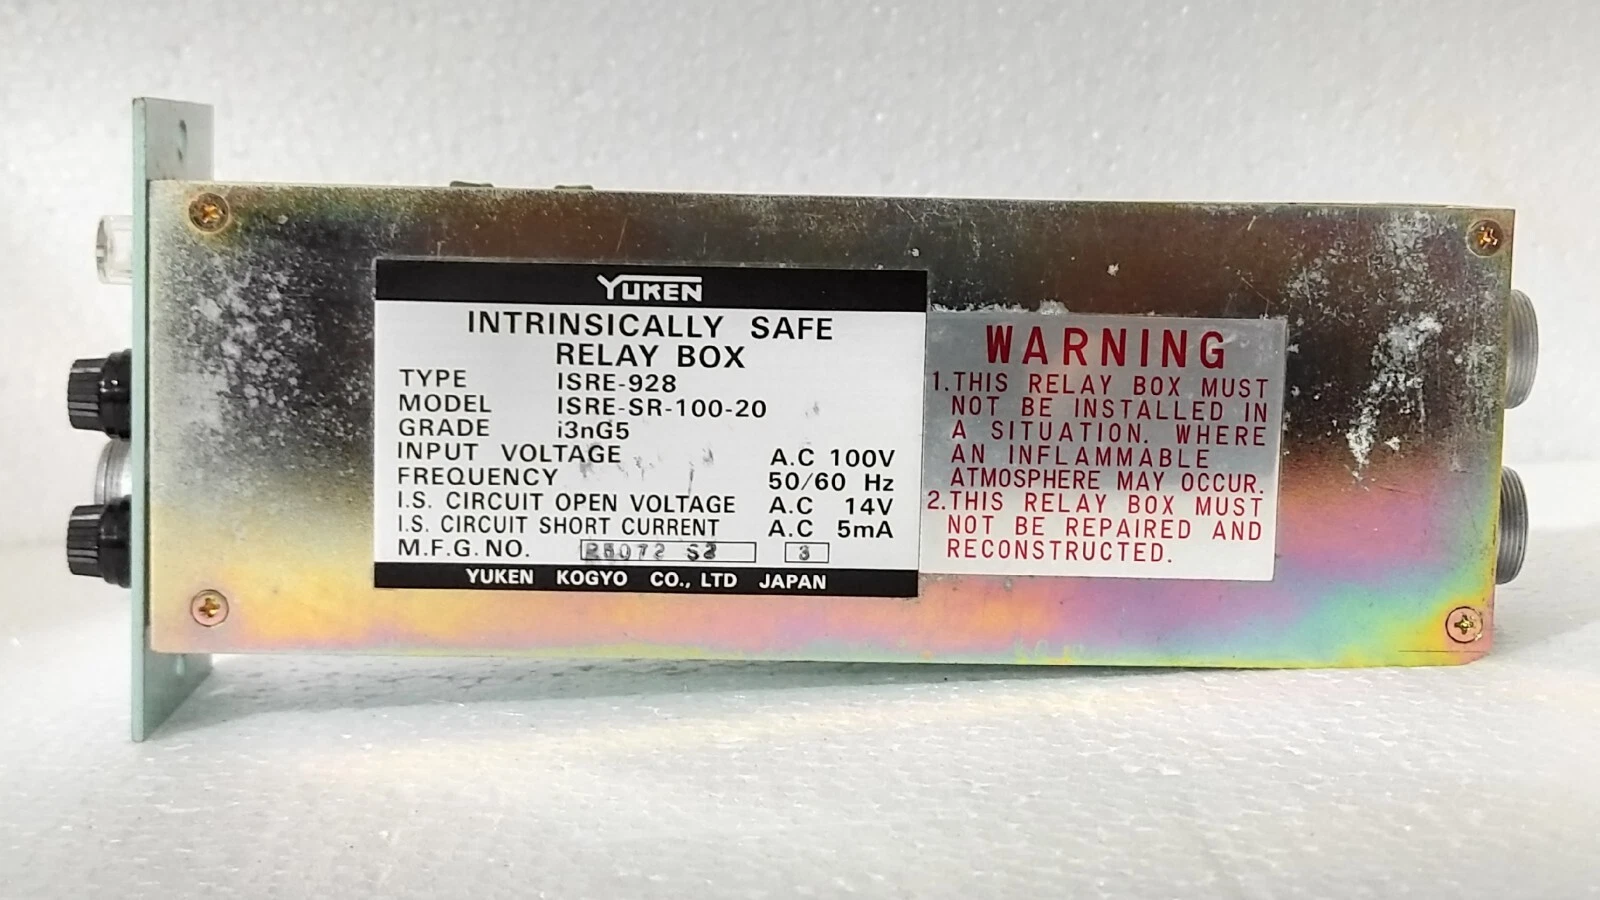 YUKEN
INTRINSICALLY SAFE
RELAY BOX
TYPE ISRE-928
MODEL ISRE-SR-100-20
GRADE i3nG5
INPUT VOLTAGE A.C 100V
FREQUENCY 50/60 Hz
I.S. CIRCUIT OPEN VOLTAGE A.C 14V
I.S. CIRCUIT SHORT CURRENT A.C 5mA
M.F.G. NO. 3
YUKEN KOGYO CO., LTD JAPAN
WARNING
1.THIS RELAY BOX MUST
NOT BE INSTALLED IN
A SITUATION. WHERE
AN INFLAMMABLE
ATMOSPHERE MAY OCCUR.
2.THIS RELAY BOX MUST
NOT BE REPAIRED AND
RECONSTRUCTED.